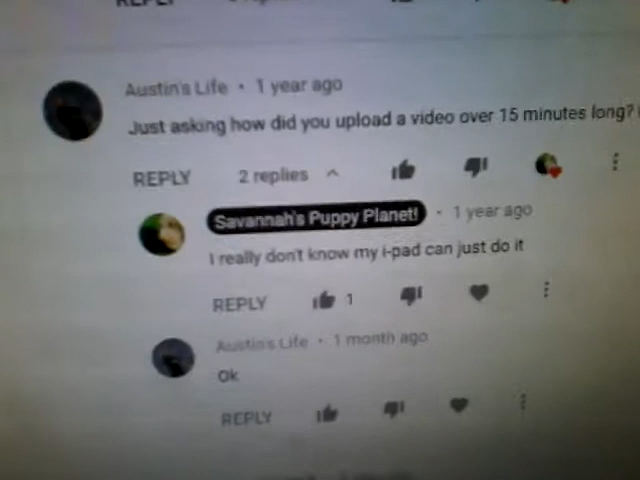 Austin's Life • 1 year ago
Just asking how did you upload a video over 15 minutes long?
REPLY 2 replies
Savannah's Puppy Planet! • 1 year ago
I really don't know my i-pad can just do it
REPLY 1
Austin's Life • 1 month ago
Ok
REPLY